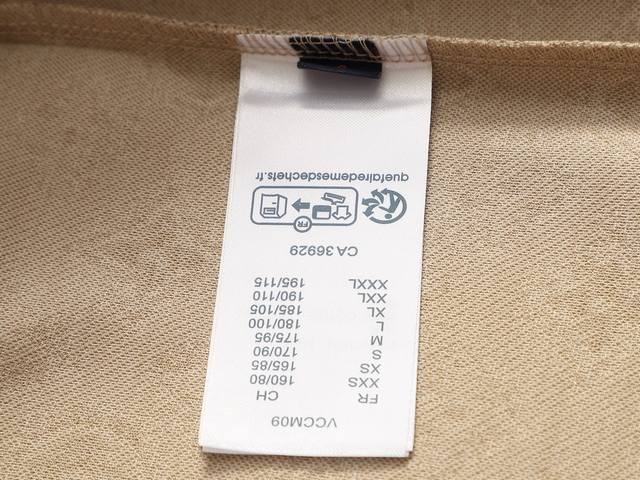 VCCM09
FR CH
XXS 160/80
XS 165/85
S 170/90
M 175/95
L 180/100
XL 185/105
XXL 190/110
XXXL 195/115
CA 36929
FR
quefairedemesdechets.fr